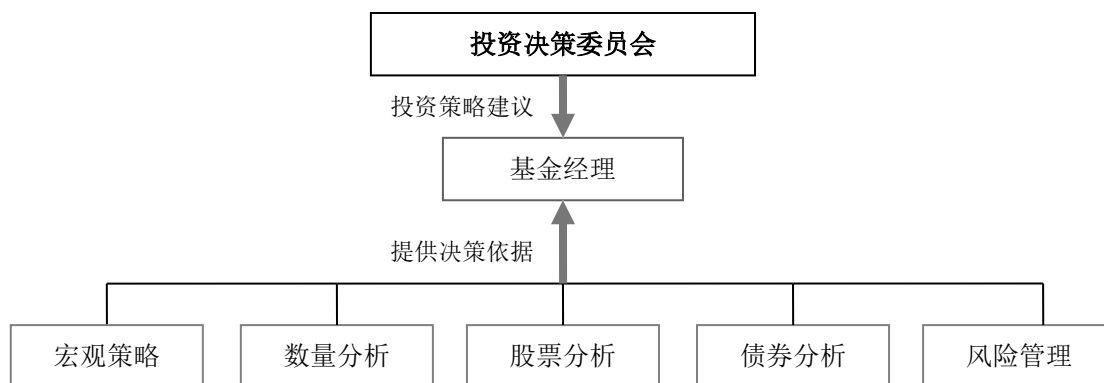 投资决策委员会
投资策略建议
基金经理
提供决策依据
宏观策略
数量分析
股票分析
债券分析
风险管理